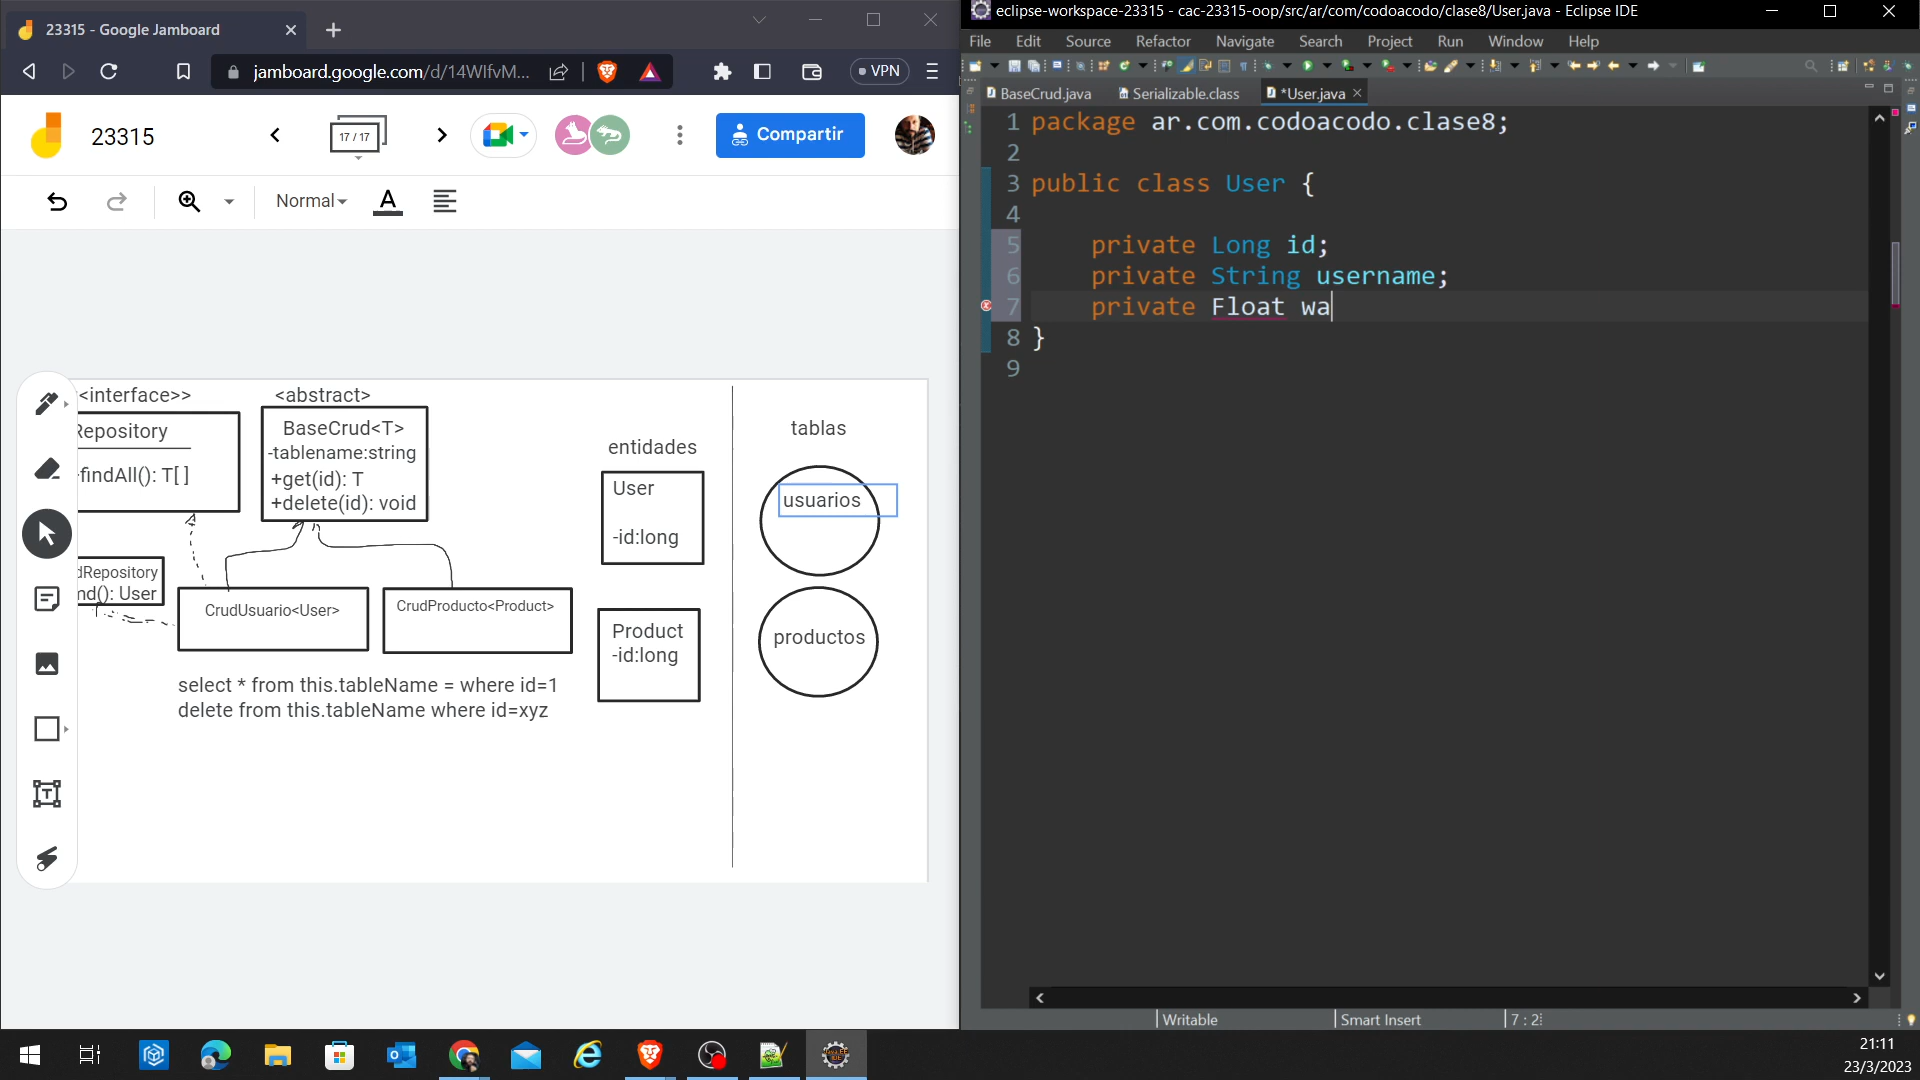 23315 - Google Jamboard
jamboard.google.com/d/14WIfvM...
VPN
23315
17 / 17
Compartir
Normal
A
<interface>>
Repository
findAll(): T[ ]
dRepository
nd(): User
<abstract>
BaseCrud<T>
-tablename:string
+get(id): T
+delete(id): void
CrudUsuario<User>
CrudProducto<Product>
select * from this.tableName = where id=1
delete from this.tableName where id=xyz
entidades
User
-id:long
Product
-id:long
tablas
usuarios
productos
eclipse-workspace-23315 - cac-23315-oop/src/ar/com/codoacodo/clase8/User.java - Eclipse IDE
File Edit Source Refactor Navigate Search Project Run Window Help
BaseCrud.java Serializable.class *User.java
1 package ar.com.codoacodo.clase8;
2
3 public class User {
4
5 private Long id;
6 private String username;
7 private Float wa
8 }
9
Writable Smart Insert 7 : 2
21:11
23/3/2023